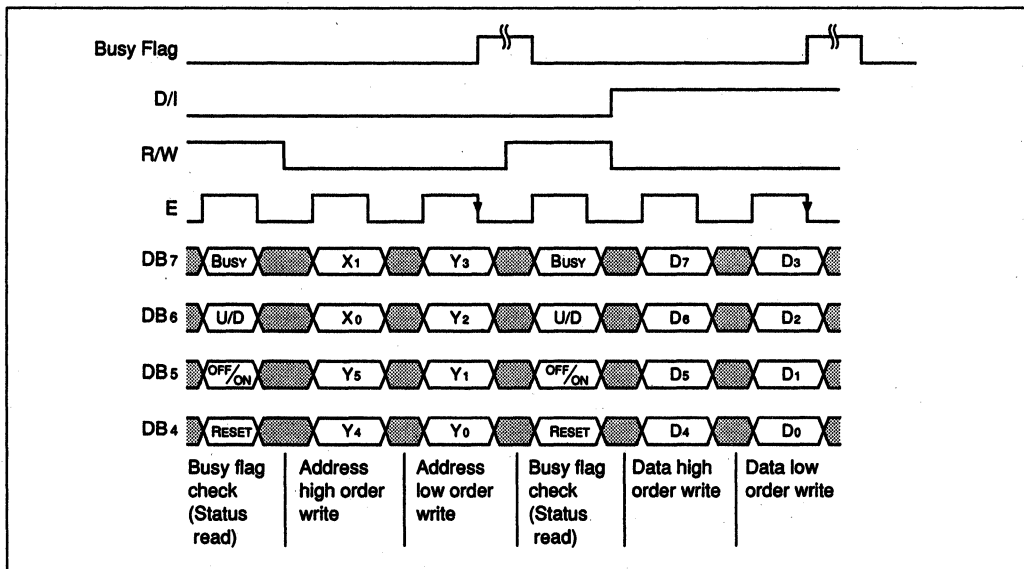 Busy Flag
D/I
R/W
E
DB7 BUSY X1 Y3 BUSY D7 D3
DB6 U/D X0 Y2 U/D D6 D2
DB5 OFF/ON Y5 Y1 OFF/ON D5 D1
DB4 RESET Y4 Y0 RESET D4 D0
Busy flag check (Status read)
Address high order write
Address low order write
Busy flag check (Status read)
Data high order write
Data low order write